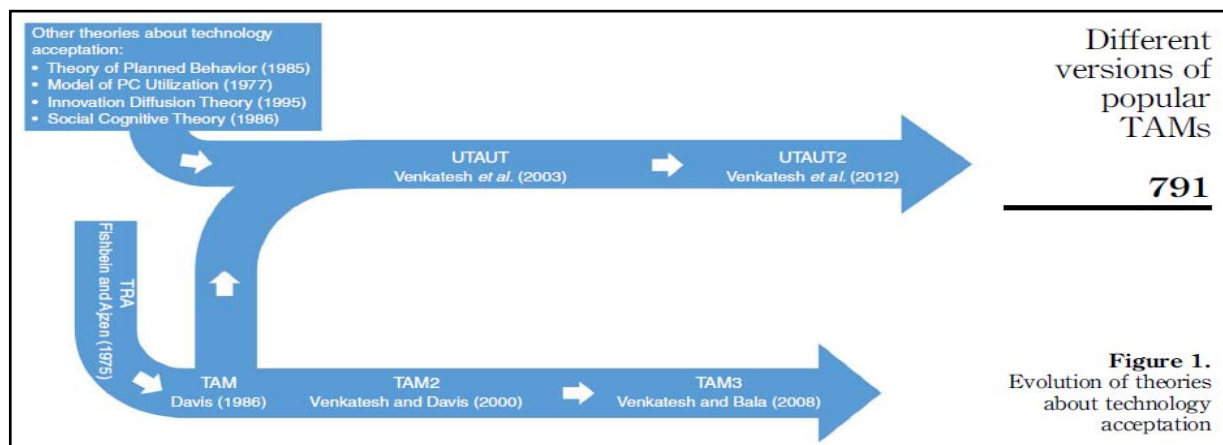 Other theories about technology
acceptation:
• Theory of Planned Behavior (1985)
• Model of PC Utilization (1977)
• Innovation Diffusion Theory (1995)
• Social Cognitive Theory (1986)
UTAUT
Venkatesh et al. (2003)
UTAUT2
Venkatesh et al. (2012)
TRA
Fishbein and Ajzen (1975)
TAM
Davis (1986)
TAM2
Venkatesh and Davis (2000)
TAM3
Venkatesh and Bala (2008)
Different
versions of
popular
TAMs
791
Figure 1.
Evolution of theories
about technology
acceptation